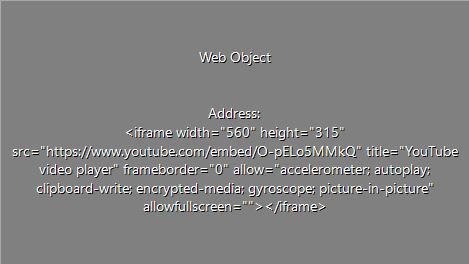 Web Object
Address:
<iframe width="560" height="315"
src="https://www.youtube.com/embed/O-pELo5MMkQ" title="YouTube
video player" frameborder="0" allow="accelerometer; autoplay;
clipboard-write; encrypted-media; gyroscope; picture-in-picture"
allowfullscreen=""></iframe>